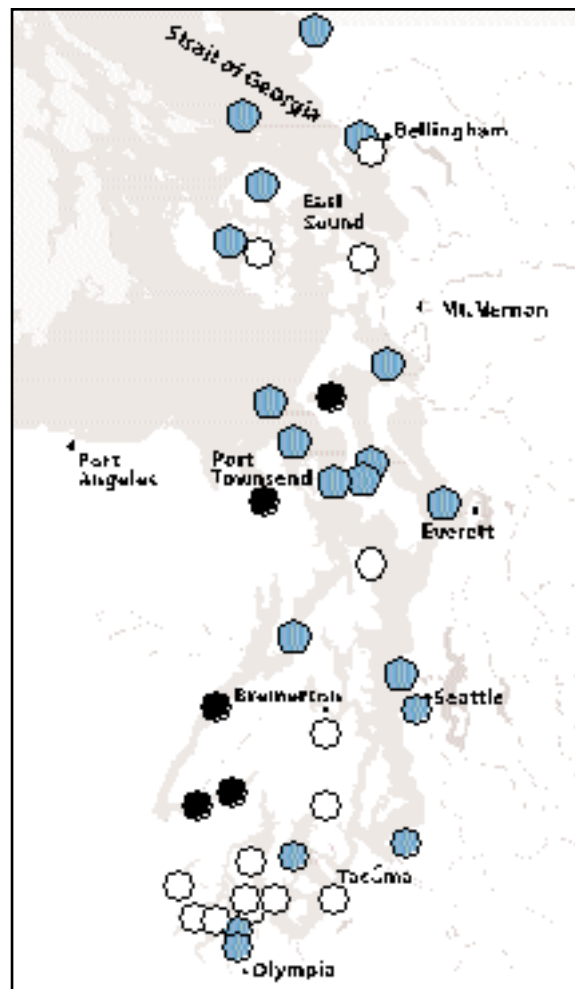 Strait of Georgia
Bellingham
East
Sound
Mt. Vernon
Port
Angeles
Port
Townsend
Everett
Bremerton
Seattle
Tacoma
Olympia